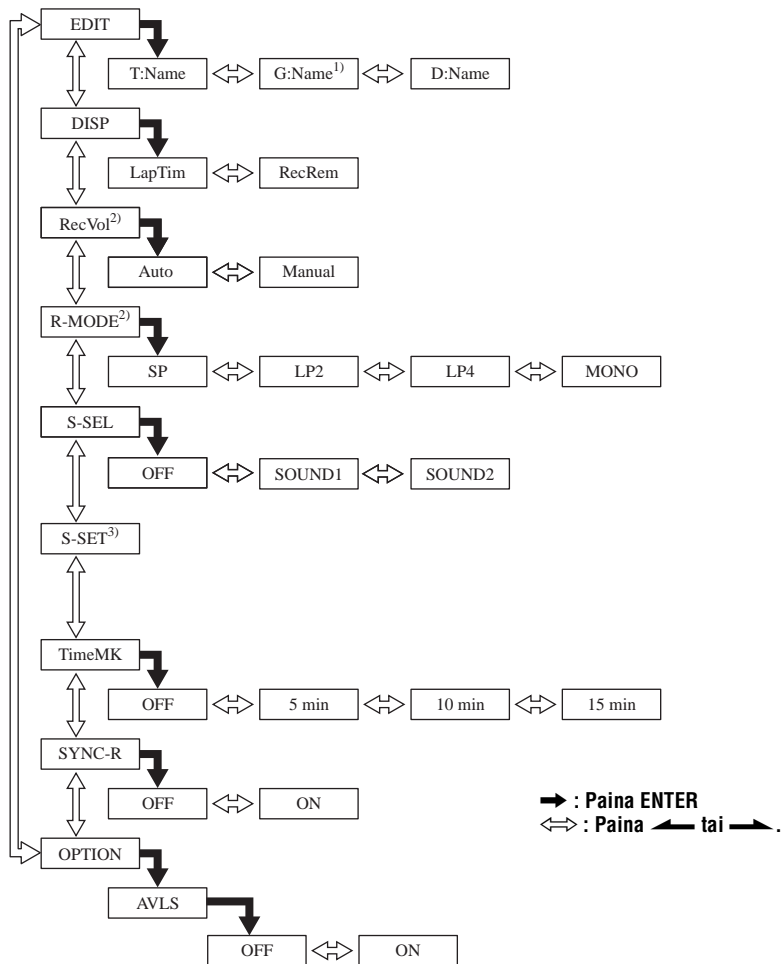 EDIT
T:Name G:Name1) D:Name
DISP
LapTim RecRem
RecVol2)
Auto Manual
R-MODE2)
SP LP2 LP4 MONO
S-SEL
OFF SOUND1 SOUND2
S-SET3)
TimeMK
OFF 5 min 10 min 15 min
SYNC-R
OFF ON
: Paina ENTER
: Paina tai .
OPTION
AVLS
OFF ON